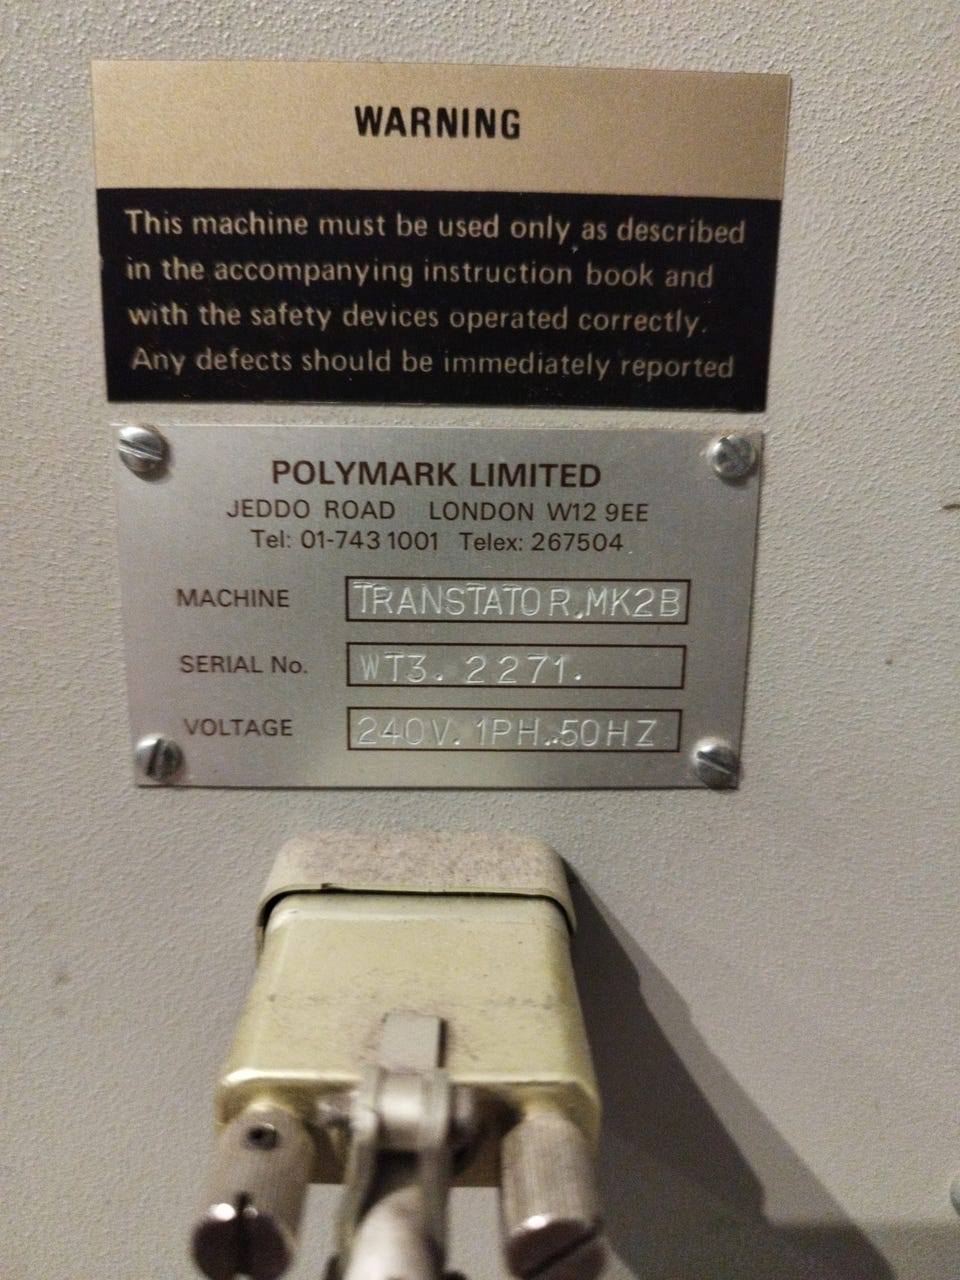 WARNING
This machine must be used only as described
in the accompanying instruction book and
with the safety devices operated correctly.
Any defects should be immediately reported
POLYMARK LIMITED
JEDDO ROAD LONDON W12 9EE
Tel: 01-743 1001 Telex: 267504
MACHINE TRANSTATOR.MK2B
SERIAL No. WT3. 2271.
VOLTAGE 240V. 1PH.50HZ